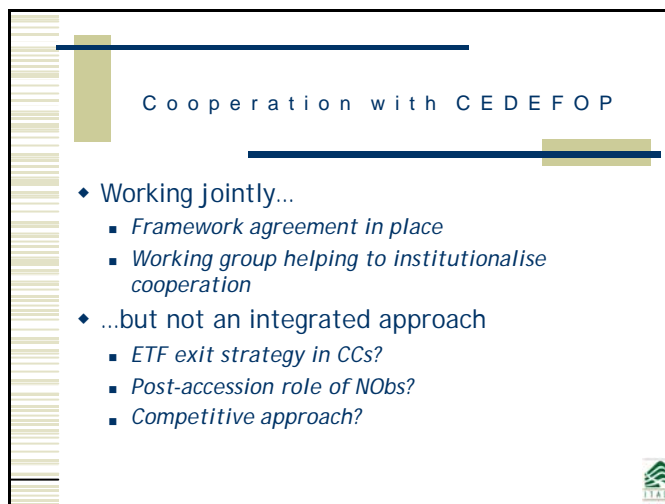 Cooperation with CEDEFOP
◆ Working jointly...
▪ Framework agreement in place
▪ Working group helping to institutionalise
cooperation
◆ ...but not an integrated approach
▪ ETF exit strategy in CCs?
▪ Post-accession role of NObs?
▪ Competitive approach?